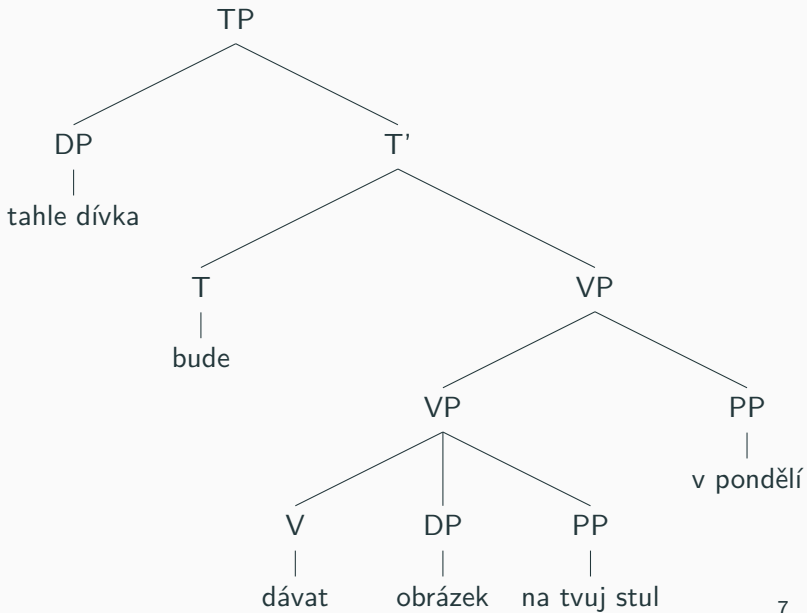 TP
DP T'
tahle dívka
T VP
bude
VP PP
v pondělí
V DP PP
dávat obrázek na tvuj stul
7